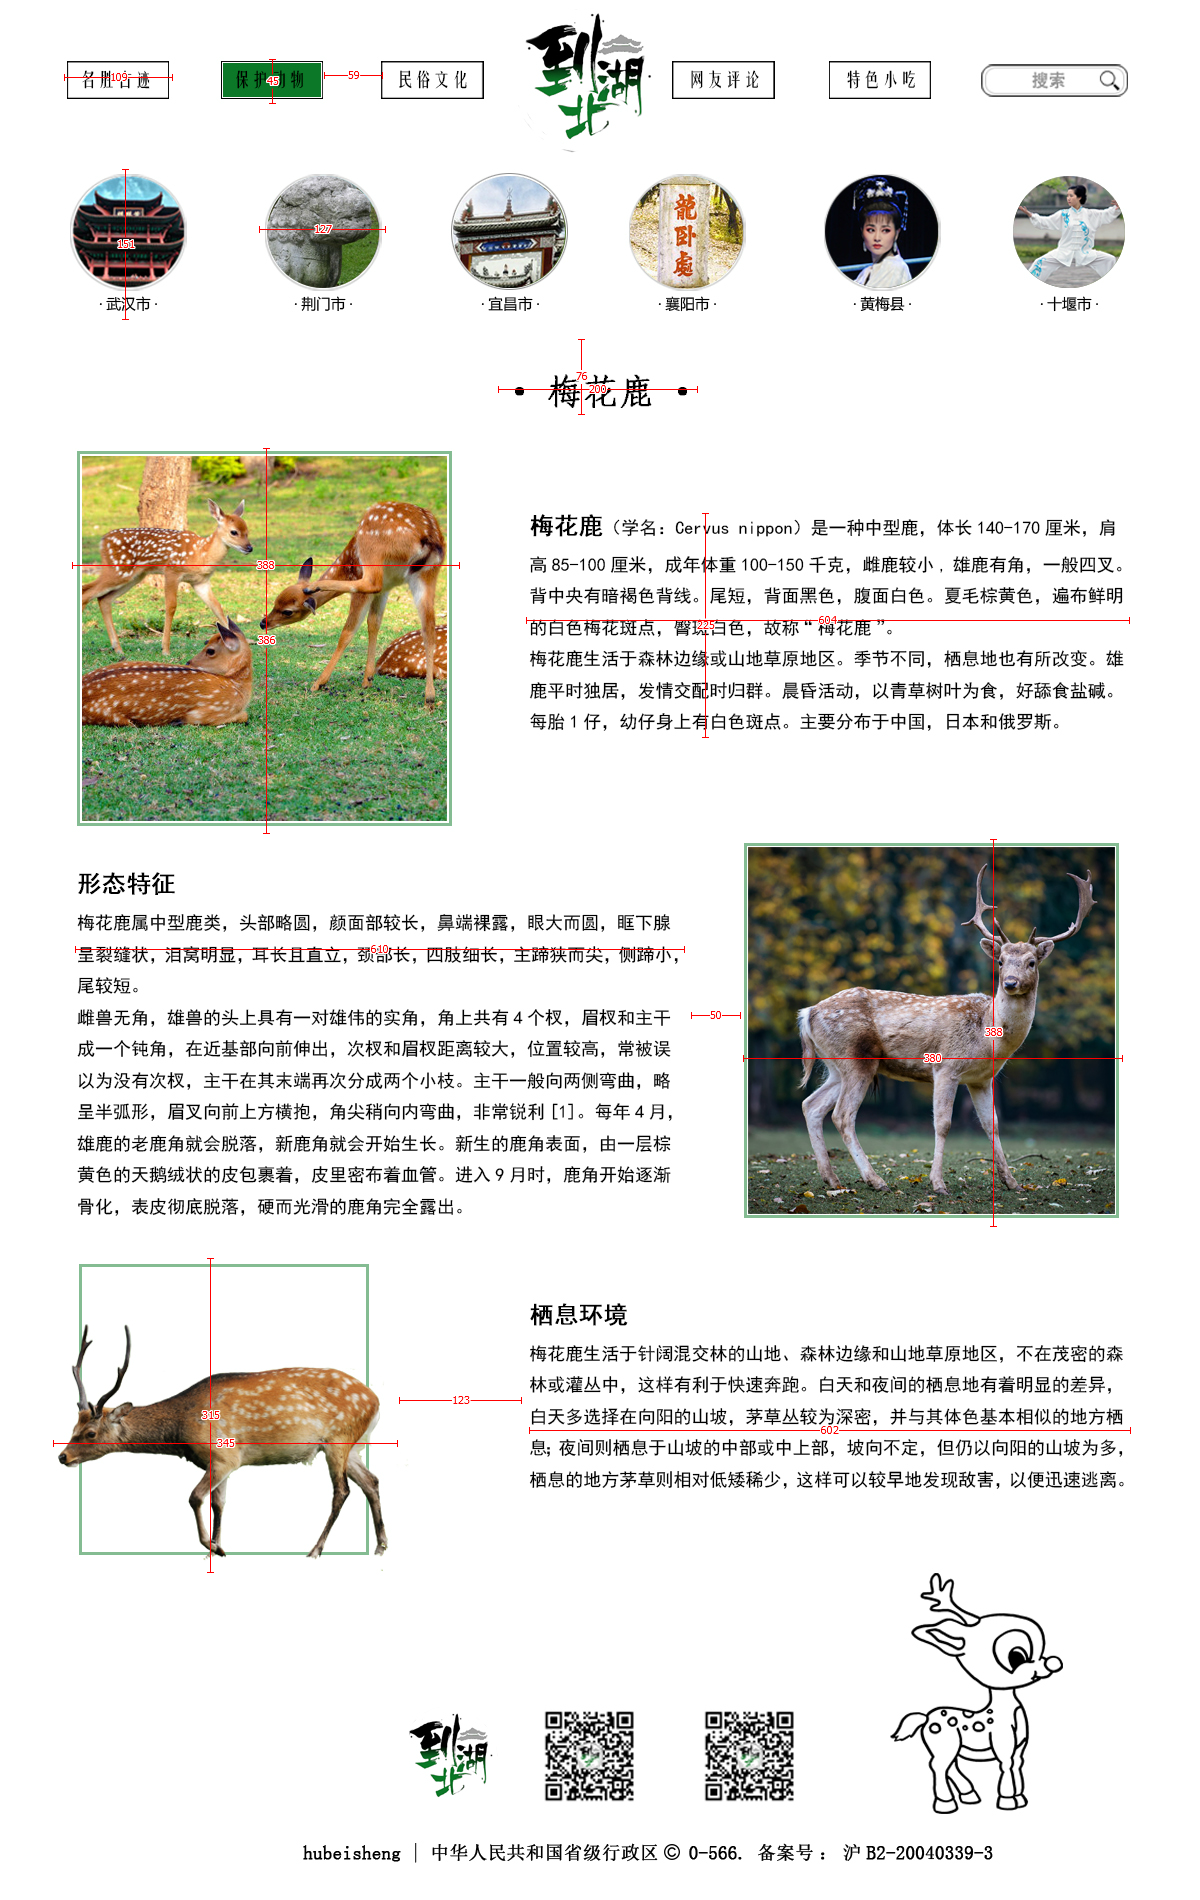 名胜古迹
保护动物
民俗文化
到湖北
网友评论
特色小吃
搜索
109
45
59
151
127
龍卧處
·武汉市·
·荆门市·
·宜昌市·
·襄阳市·
·黄梅县·
·十堰市·
76
200
• 梅花鹿 •
388
386
梅花鹿（学名：Cervus nippon）是一种中型鹿，体长140-170厘米，肩
高85-100厘米，成年体重100-150千克，雌鹿较小，雄鹿有角，一般四叉。
背中央有暗褐色背线。尾短，背面黑色，腹面白色。夏毛棕黄色，遍布鲜明
的白色梅花斑点，臀斑白色，故称“梅花鹿”。
225
604
梅花鹿生活于森林边缘或山地草原地区。季节不同，栖息地也有所改变。雄
鹿平时独居，发情交配时归群。晨昏活动，以青草树叶为食，好舔食盐碱。
每胎1仔，幼仔身上有白色斑点。主要分布于中国，日本和俄罗斯。
形态特征
梅花鹿属中型鹿类，头部略圆，颜面部较长，鼻端裸露，眼大而圆，眶下腺
呈裂缝状，泪窝明显，耳长且直立，颈部长，四肢细长，主蹄狭而尖，侧蹄小，
尾较短。
610
雌兽无角，雄兽的头上具有一对雄伟的实角，角上共有4个杈，眉杈和主干
成一个钝角，在近基部向前伸出，次杈和眉杈距离较大，位置较高，常被误
以为没有次杈，主干在其末端再次分成两个小枝。主干一般向两侧弯曲，略
呈半弧形，眉叉向前上方横抱，角尖稍向内弯曲，非常锐利[1]。每年4月，
雄鹿的老鹿角就会脱落，新鹿角就会开始生长。新生的鹿角表面，由一层棕
黄色的天鹅绒状的皮包裹着，皮里密布着血管。进入9月时，鹿角开始逐渐
骨化，表皮彻底脱落，硬而光滑的鹿角完全露出。
50
388
380
315
345
123
栖息环境
梅花鹿生活于针阔混交林的山地、森林边缘和山地草原地区，不在茂密的森
林或灌丛中，这样有利于快速奔跑。白天和夜间的栖息地有着明显的差异，
白天多选择在向阳的山坡，茅草丛较为深密，并与其体色基本相似的地方栖
602
息；夜间则栖息于山坡的中部或中上部，坡向不定，但仍以向阳的山坡为多，
栖息的地方茅草则相对低矮稀少，这样可以较早地发现敌害，以便迅速逃离。
到湖北
hubeisheng | 中华人民共和国省级行政区© 0-566. 备案号： 沪B2-20040339-3